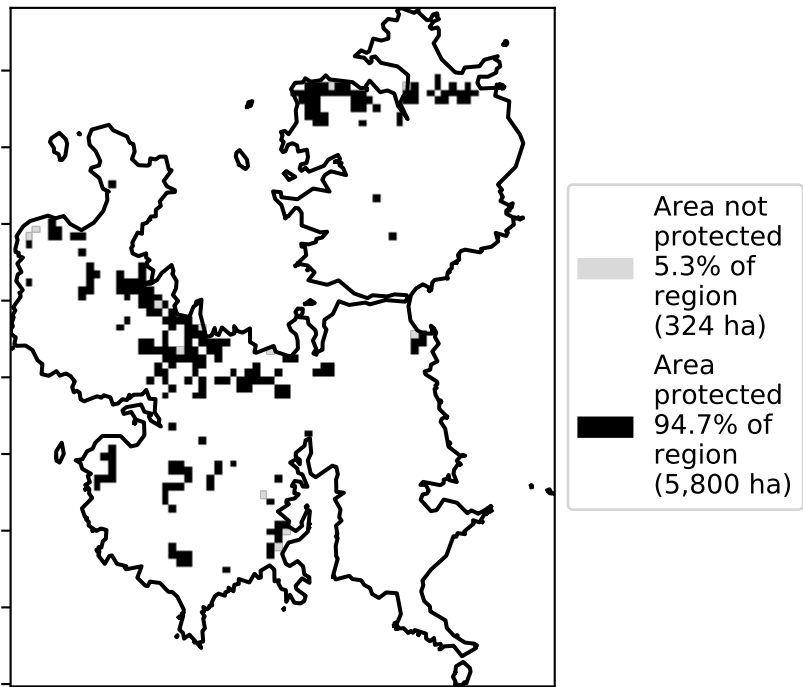 Area not
protected
5.3% of
region
(324 ha)
Area
protected
94.7% of
region
(5,800 ha)